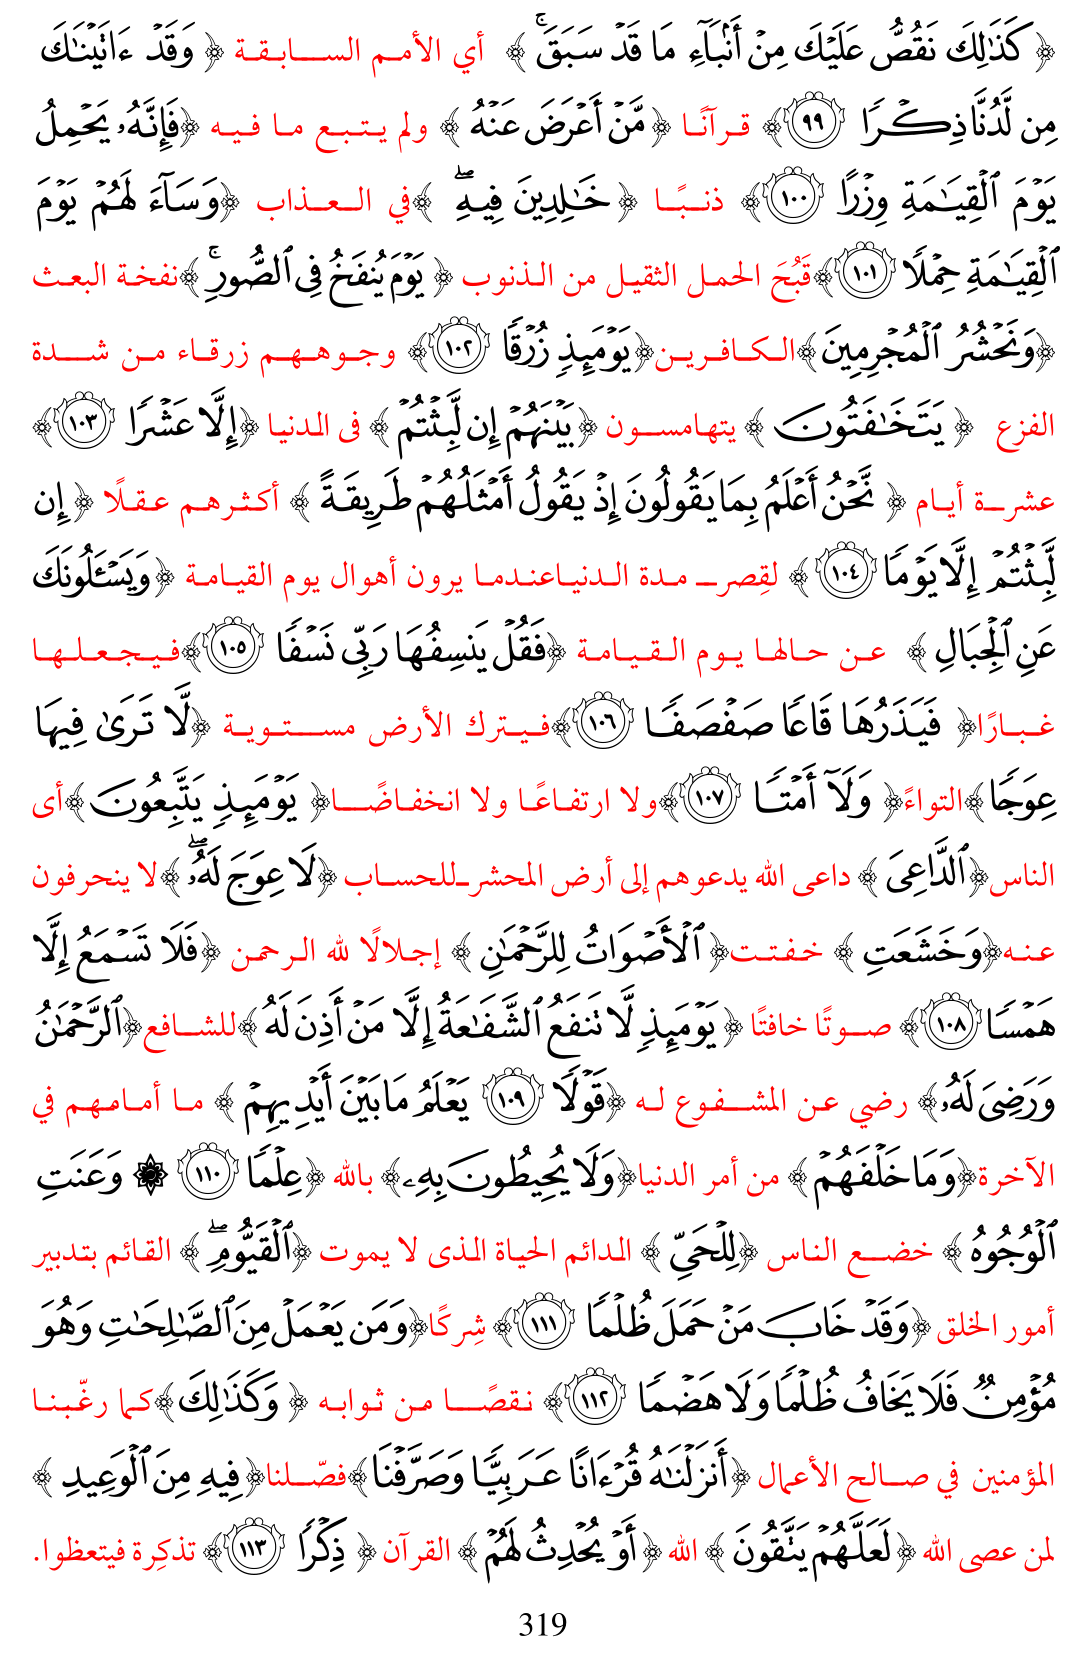 ﴿ كَذَٰلِكَ نَقُصُّ عَلَيْكَ مِنْ أَنۢبَآءِ مَا قَدْ سَبَقَۚ ﴾ أي الأمم السابقة ﴿ وَقَدْ ءَاتَيْنَٰكَ
مِن لَّدُنَّا ذِكْرًا ٩٩﴾ قرآنًا ﴿مَّنْ أَعْرَضَ عَنْهُ ﴾ ولم يتبع ما فيه ﴿فَإِنَّهُۥ يَحْمِلُ
يَوْمَ ٱلْقِيَٰمَةِ وِزْرًا ١٠٠﴾ ذنبًا ﴿ خَٰلِدِينَ فِيهِۖ ﴾في العذاب ﴿وَسَآءَ لَهُمْ يَوْمَ
ٱلْقِيَٰمَةِ حِمْلًا ١٠١﴾قَبُحَ الحمل الثقيل من الذنوب ﴿ يَوْمَ يُنفَخُ فِى ٱلصُّورِۚ﴾نفخة البعث
﴿وَنَحْشُرُ ٱلْمُجْرِمِينَ﴾الكافرين﴿يَوْمَئِذٍ زُرْقًا ١٠٢﴾ وجوههم زرقاء من شدة
الفزع ﴿ يَتَخَٰفَتُونَ ﴾ يتهامسون ﴿بَيْنَهُمْ إِن لَّبِثْتُمْ ﴾ فى الدنيا ﴿إِلَّا عَشْرًا ١٠٣﴾
عشرة أيام ﴿ نَّحْنُ أَعْلَمُ بِمَا يَقُولُونَ إِذْ يَقُولُ أَمْثَلُهُمْ طَرِيقَةً ﴾ أكثرهم عقلًا ﴿ إِن
لَّبِثْتُمْ إِلَّا يَوْمًا ١٠٤﴾ لقِصر مدة الدنياعندما يرون أهوال يوم القيامة ﴿وَيَسْـَٔلُونَكَ
عَنِ ٱلْجِبَالِ ﴾ عن حالها يوم القيامة ﴿فَقُلْ يَنسِفُهَا رَبِّى نَسْفًا ١٠٥﴾فيجعلها
غبارًا﴿ فَيَذَرُهَا قَاعًا صَفْصَفًا ١٠٦﴾فيترك الأرض مستوية ﴿لَّا تَرَىٰ فِيهَا
عِوَجًا﴾التواءً﴿ وَلَآ أَمْتًا ١٠٧﴾ولا ارتفاعًا ولا انخفاضًا﴿ يَوْمَئِذٍ يَتَّبِعُونَ ﴾أى
الناس﴿ٱلدَّاعِىَ ﴾ داعى الله يدعوهم إلى أرض المحشر للحساب ﴿لَا عِوَجَ لَهُۥۖ ﴾لا ينحرفون
عنه﴿وَخَشَعَتِ ﴾ خفتت﴿ ٱلْأَصْوَاتُ لِلرَّحْمَٰنِ ﴾ إجلالًا لله الرحمن ﴿فَلَا تَسْمَعُ إِلَّا
هَمْسًا ١٠٨﴾ صوتًا خافتًا ﴿ يَوْمَئِذٍ لَّا تَنفَعُ ٱلشَّفَٰعَةُ إِلَّا مَنْ أَذِنَ لَهُ ﴾للشافع﴿ٱلرَّحْمَٰنُ
وَرَضِىَ لَهُۥ﴾ رضي عن المشفوع له ﴿قَوْلًا ١٠٩ يَعْلَمُ مَا بَيْنَ أَيْدِيهِمْ ﴾ ما أمامهم في
الآخرة﴿وَمَا خَلْفَهُمْ ﴾ من أمر الدنيا﴿وَلَا يُحِيطُونَ بِهِۦ﴾ بالله ﴿عِلْمًا ١١٠ ۞ وَعَنَتِ
ٱلْوُجُوهُ ﴾ خضع الناس ﴿لِلْحَىِّ ﴾ الدائم الحياة الذى لا يموت ﴿ٱلْقَيُّومِۖ ﴾ القائم بتدبير
أمور الخلق ﴿وَقَدْ خَابَ مَنْ حَمَلَ ظُلْمًا ١١١﴾ شِركًا﴿وَمَن يَعْمَلْ مِنَ ٱلصَّٰلِحَٰتِ وَهُوَ
مُؤْمِنٌ فَلَا يَخَافُ ظُلْمًا وَلَا هَضْمًا ١١٢﴾ نقصًا من ثوابه ﴿ وَكَذَٰلِكَ﴾كما رغّبنا
المؤمنين في صالح الأعمال ﴿أَنزَلْنَٰهُ قُرْءَانًا عَرَبِيًّا وَصَرَّفْنَا﴾فصّلنا﴿فِيهِ مِنَ ٱلْوَعِيدِ ﴾
لمن عصى الله ﴿لَعَلَّهُمْ يَتَّقُونَ ﴾ الله ﴿أَوْ يُحْدِثُ لَهُمْ ﴾ القرآن ﴿ ذِكْرًا ١١٣﴾ تذكِرة فيتعظوا.
319